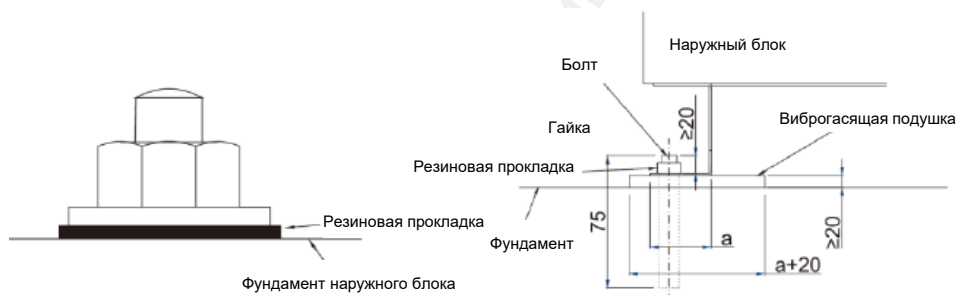 Наружный блок
Болт
≥20
Виброгасящая подушка
Гайка
Резиновая прокладка
Резиновая прокладка
75
Фундамент
a
≥20
a+20
Фундамент наружного блока